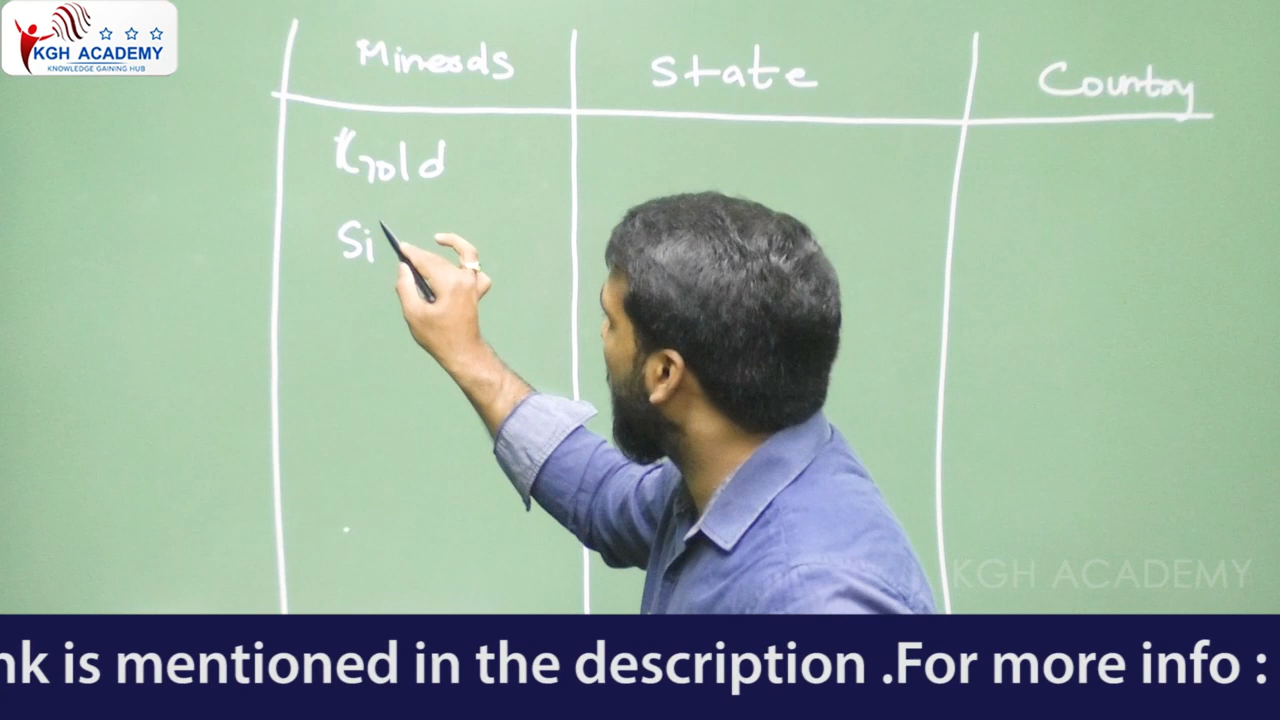 KGH ACADEMY
KNOWLEDGE GAINING HUB
Minerals State Country
Gold
Si
KGH ACADEMY
nk is mentioned in the description .For more info :